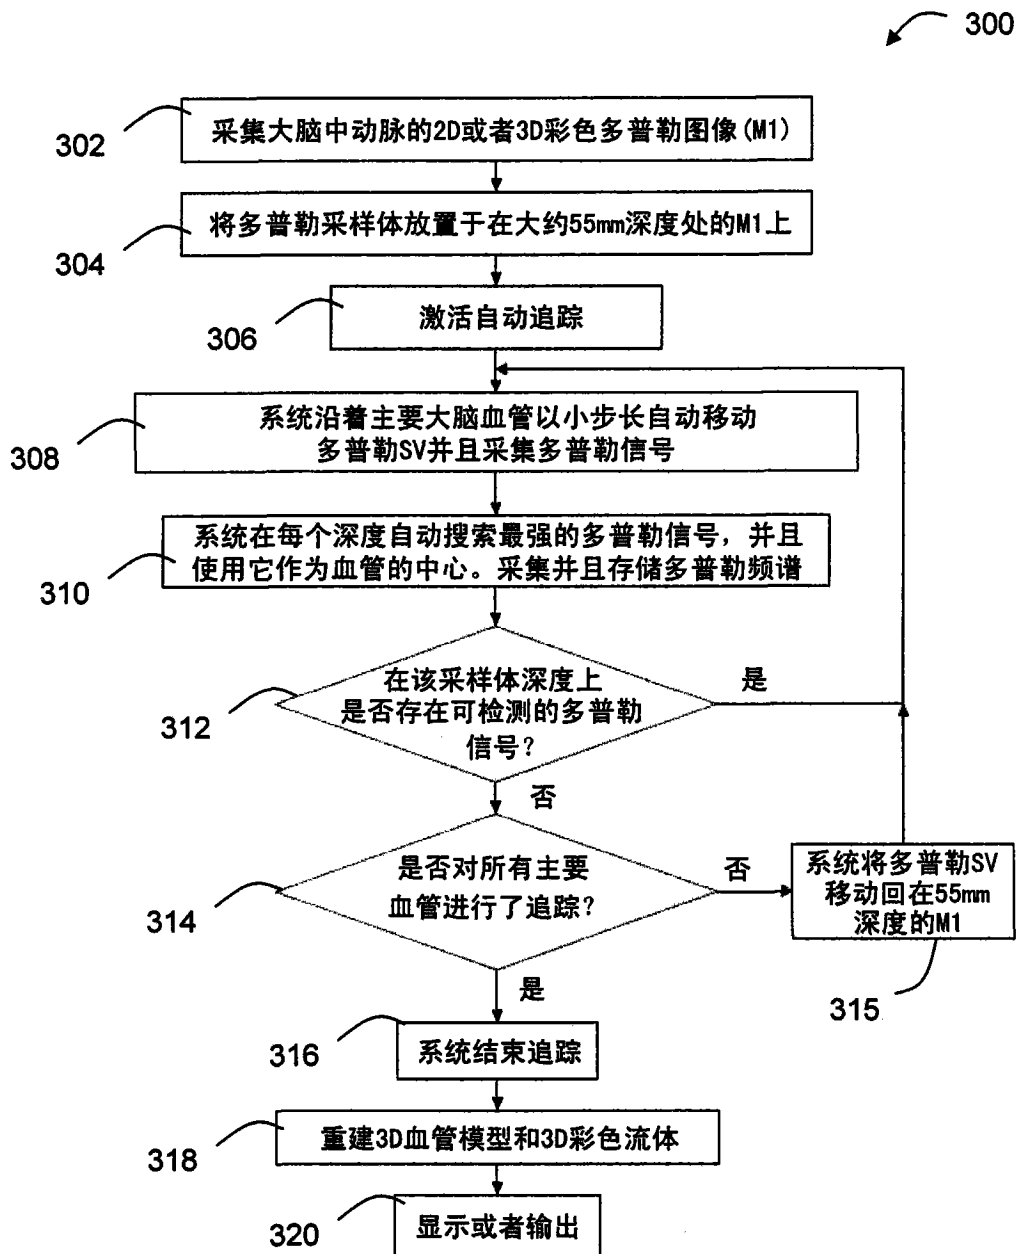 300
302
采集大脑中动脉的2D或者3D彩色多普勒图像(M1)
304
将多普勒采样体放置于在大约55mm深度处的M1上
306
激活自动追踪
308
系统沿着主要大脑血管以小步长自动移动
多普勒SV并且采集多普勒信号
310
系统在每个深度自动搜索最强的多普勒信号，并且
使用它作为血管的中心。采集并且存储多普勒频谱
312
在该采样体深度上
是否存在可检测的多普勒
信号？
是
否
314
是否对所有主要
血管进行了追踪？
否
系统将多普勒SV
移动回在55mm
深度的M1
315
是
316
系统结束追踪
318
重建3D血管模型和3D彩色流体
320
显示或者输出